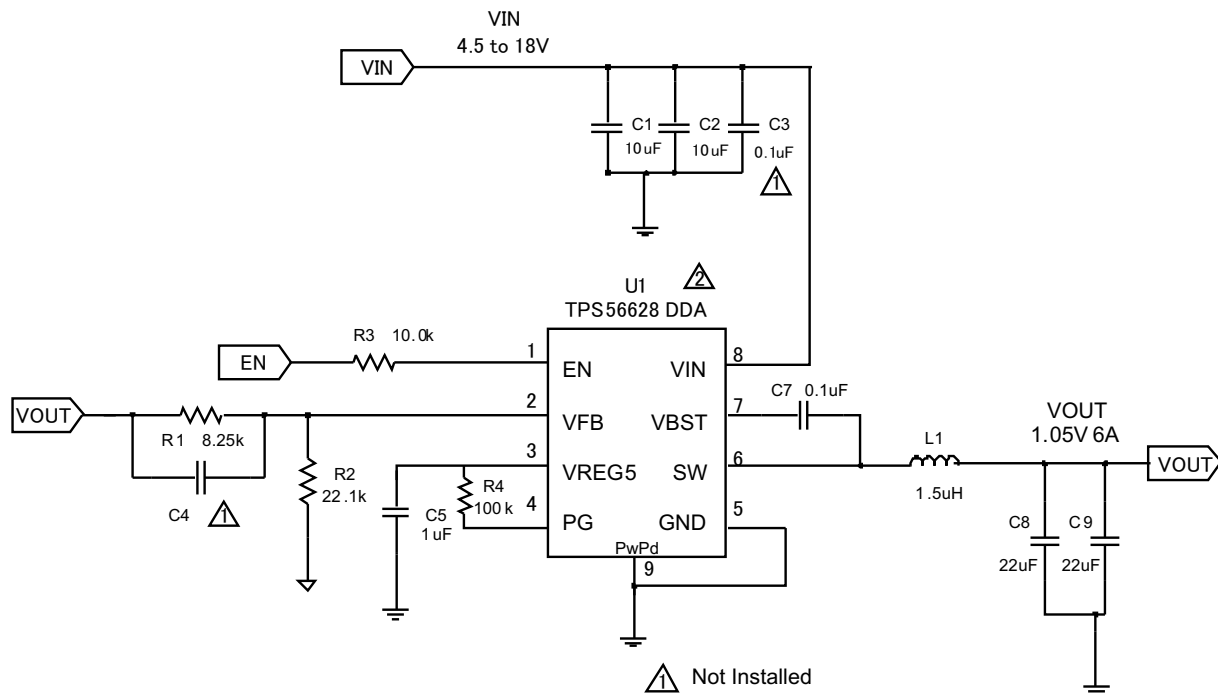 VIN
4.5 to 18V
VIN
C1
10uF
C2
10uF
C3
0.1uF
1
2
U1
TPS56628 DDA
R3 10.0k
EN
1
EN
VIN
8
VOUT
R1 8.25k
C4
1
R2
22.1k
2
VFB
VBST
7
C7 0.1uF
3
VREG5
SW
6
L1
1.5uH
VOUT
1.05V 6A
VOUT
C5
1uF
R4
100k
4
PG
GND
5
PwPd
9
C8
22uF
C9
22uF
1 Not Installed